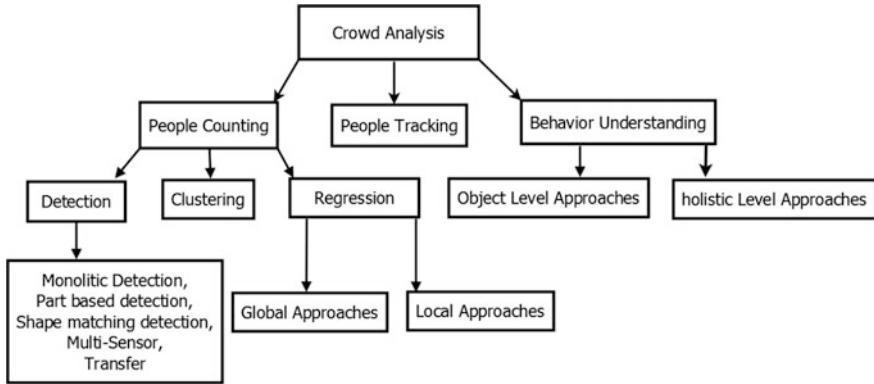 Crowd Analysis
People Counting
People Tracking
Behavior Understanding
Detection
Clustering
Regression
Object Level Approaches
holistic Level Approaches
Monolitic Detection,
Part based detection,
Shape matching detection,
Multi-Sensor,
Transfer
Global Approaches
Local Approaches